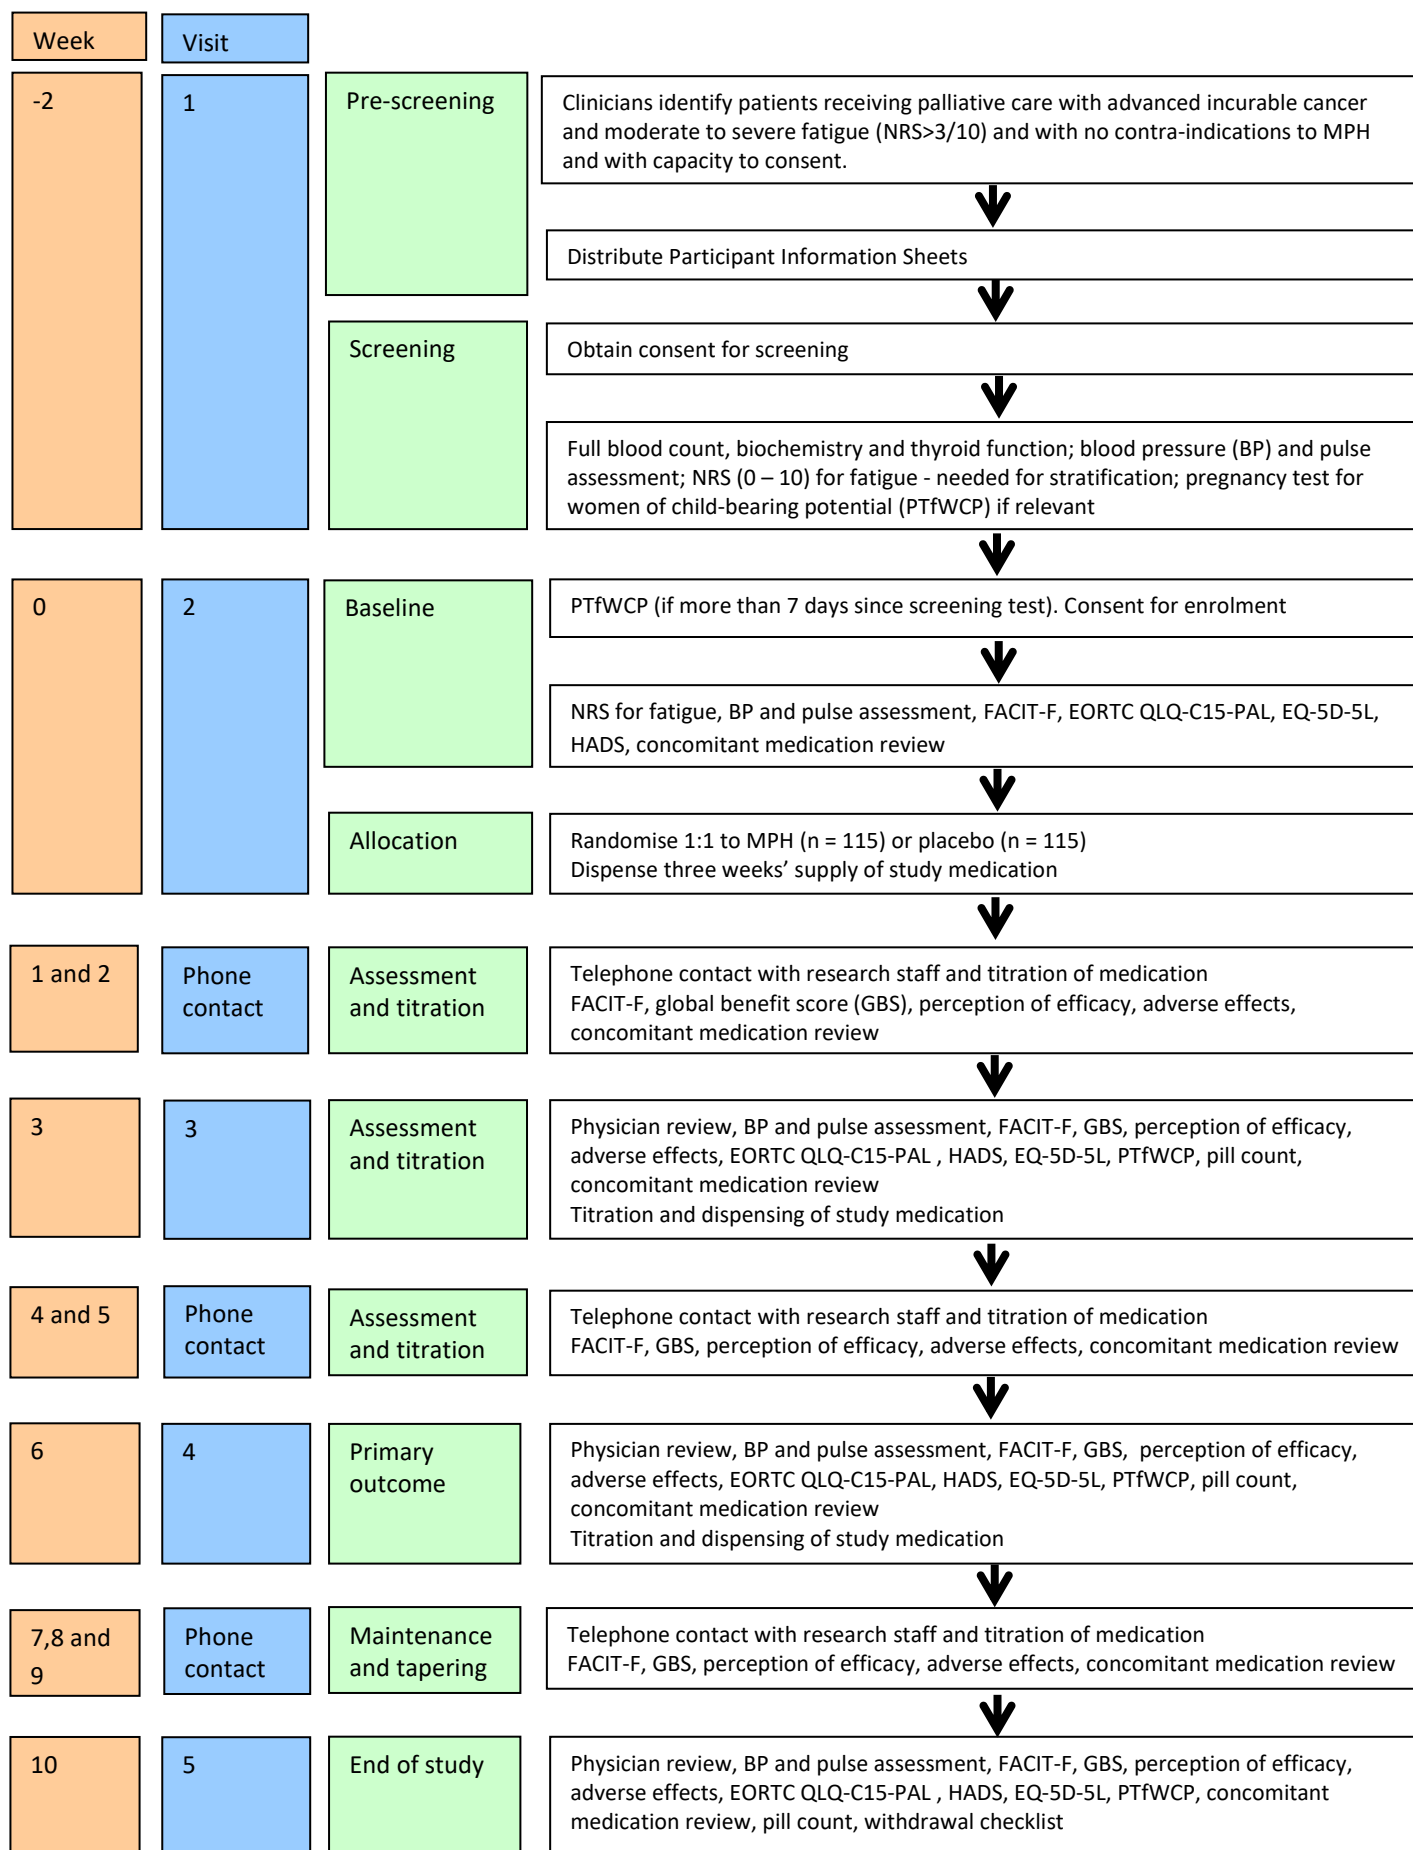 Week
Visit
-2
1
Pre-screening
Clinicians identify patients receiving palliative care with advanced incurable cancer
and moderate to severe fatigue (NRS>3/10) and with no contra-indications to MPH
and with capacity to consent.
Distribute Participant Information Sheets
Screening
Obtain consent for screening
Full blood count, biochemistry and thyroid function; blood pressure (BP) and pulse
assessment; NRS (0 – 10) for fatigue - needed for stratification; pregnancy test for
women of child-bearing potential (PTfWCP) if relevant
0
2
Baseline
PTfWCP (if more than 7 days since screening test). Consent for enrolment
NRS for fatigue, BP and pulse assessment, FACIT-F, EORTC QLQ-C15-PAL, EQ-5D-5L,
HADS, concomitant medication review
Allocation
Randomise 1:1 to MPH (n = 115) or placebo (n = 115)
Dispense three weeks’ supply of study medication
1 and 2
Phone
contact
Assessment
and titration
Telephone contact with research staff and titration of medication
FACIT-F, global benefit score (GBS), perception of efficacy, adverse effects,
concomitant medication review
3
3
Assessment
and titration
Physician review, BP and pulse assessment, FACIT-F, GBS, perception of efficacy,
adverse effects, EORTC QLQ-C15-PAL , HADS, EQ-5D-5L, PTfWCP, pill count,
concomitant medication review
Titration and dispensing of study medication
4 and 5
Phone
contact
Assessment
and titration
Telephone contact with research staff and titration of medication
FACIT-F, GBS, perception of efficacy, adverse effects, concomitant medication review
6
4
Primary
outcome
Physician review, BP and pulse assessment, FACIT-F, GBS, perception of efficacy,
adverse effects, EORTC QLQ-C15-PAL, HADS, EQ-5D-5L, PTfWCP, pill count,
concomitant medication review
Titration and dispensing of study medication
7,8 and
9
Phone
contact
Maintenance
and tapering
Telephone contact with research staff and titration of medication
FACIT-F, GBS, perception of efficacy, adverse effects, concomitant medication review
10
5
End of study
Physician review, BP and pulse assessment, FACIT-F, GBS, perception of efficacy,
adverse effects, EORTC QLQ-C15-PAL , HADS, EQ-5D-5L, PTfWCP, concomitant
medication review, pill count, withdrawal checklist